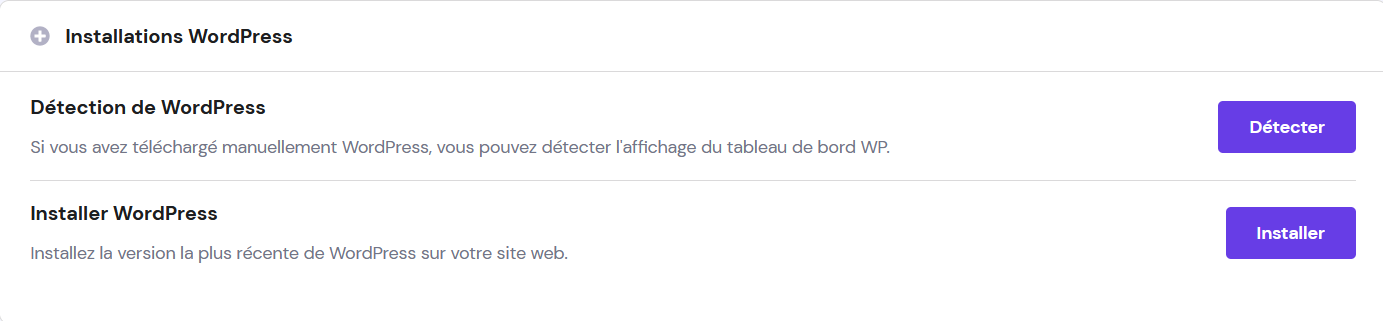 Installations WordPress
Détection de WordPress
Si vous avez téléchargé manuellement WordPress, vous pouvez détecter l'affichage du tableau de bord WP.
Détecter
Installer WordPress
Installez la version la plus récente de WordPress sur votre site web.
Installer